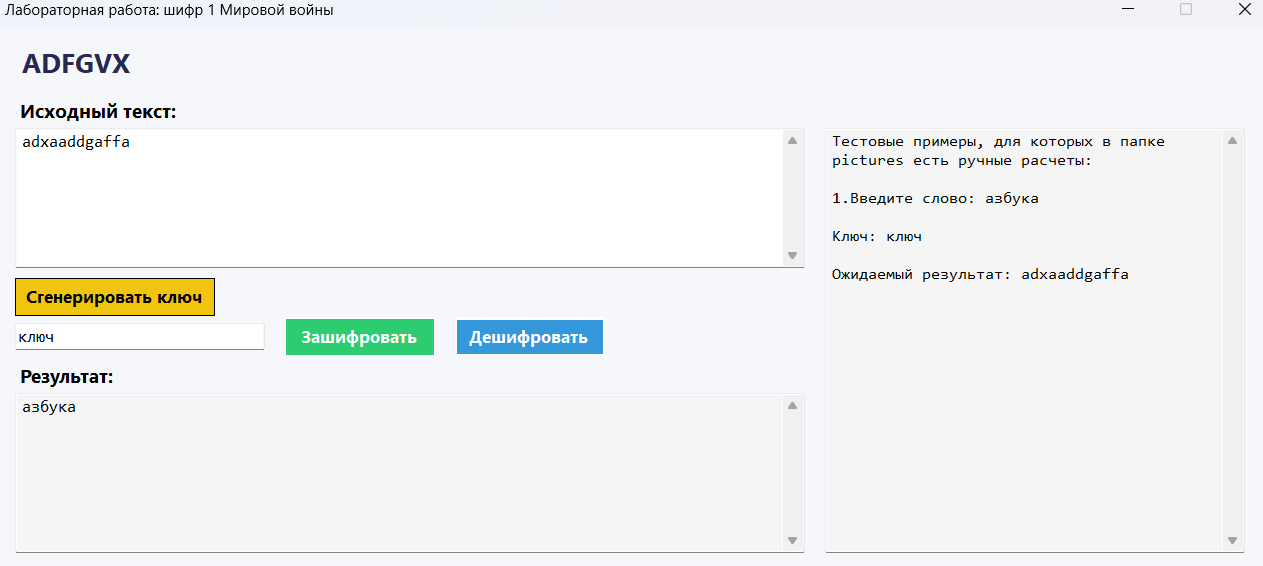 Лабораторная работа: шифр 1 Мировой войны
ADFGVX
Исходный текст:
adxaaddgaffa
Сгенерировать ключ
ключ
Зашифровать
Дешифровать
Результат:
азбука
Тестовые примеры, для которых в папке
pictures есть ручные расчеты:
1.Введите слово: азбука
Ключ: ключ
Ожидаемый результат: adxaaddgaffa